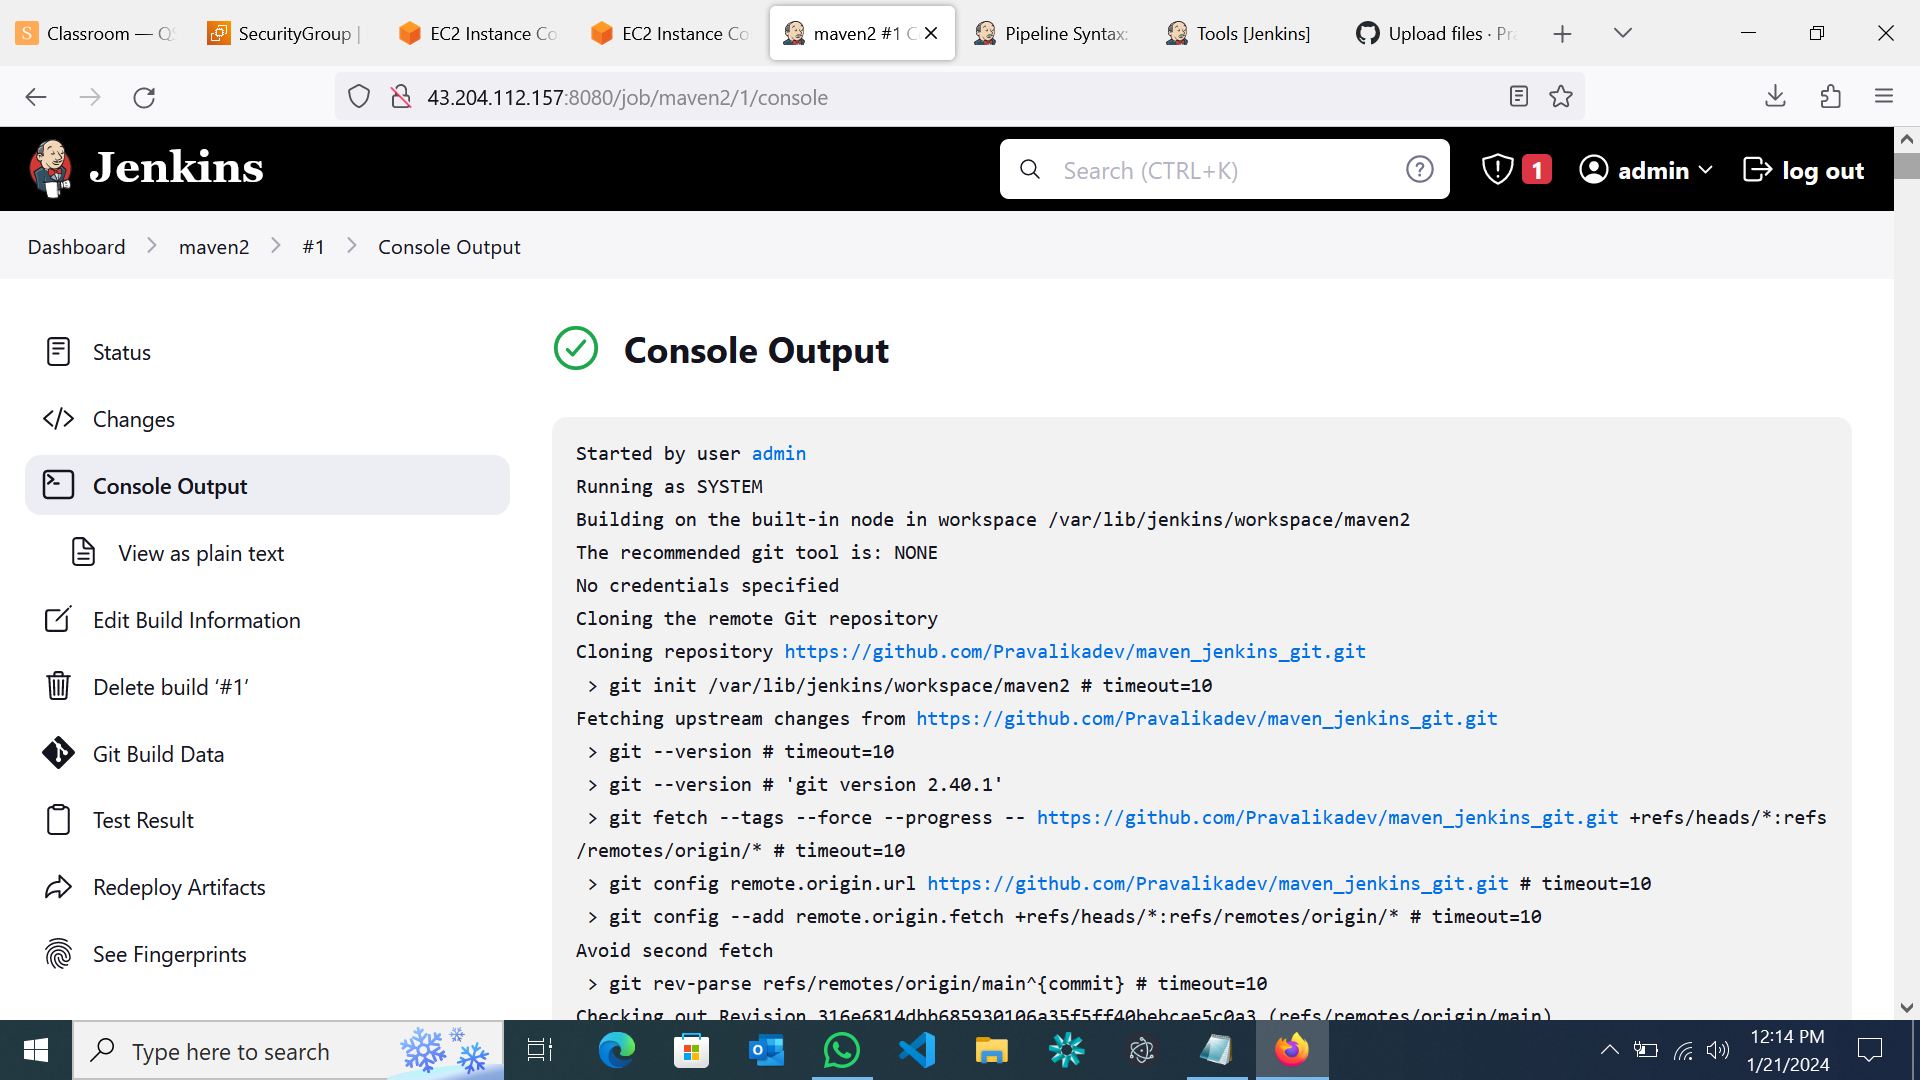 Classroom — QS
SecurityGroup |
EC2 Instance Co
EC2 Instance Co
maven2 #1 C
Pipeline Syntax:
Tools [Jenkins]
Upload files · Pra
43.204.112.157:8080/job/maven2/1/console
Jenkins
Search (CTRL+K)
1
admin
log out
Dashboard
maven2
#1
Console Output
Status
Changes
Console Output
View as plain text
Edit Build Information
Delete build ‘#1’
Git Build Data
Test Result
Redeploy Artifacts
See Fingerprints
Console Output
Started by user admin
Running as SYSTEM
Building on the built-in node in workspace /var/lib/jenkins/workspace/maven2
The recommended git tool is: NONE
No credentials specified
Cloning the remote Git repository
Cloning repository https://github.com/Pravalikadev/maven_jenkins_git.git
> git init /var/lib/jenkins/workspace/maven2 # timeout=10
Fetching upstream changes from https://github.com/Pravalikadev/maven_jenkins_git.git
> git --version # timeout=10
> git --version # 'git version 2.40.1'
> git fetch --tags --force --progress -- https://github.com/Pravalikadev/maven_jenkins_git.git +refs/heads/*:refs
/remotes/origin/* # timeout=10
> git config remote.origin.url https://github.com/Pravalikadev/maven_jenkins_git.git # timeout=10
> git config --add remote.origin.fetch +refs/heads/*:refs/remotes/origin/* # timeout=10
Avoid second fetch
> git rev-parse refs/remotes/origin/main^{commit} # timeout=10
Checking out Revision 316e6814dbb685930106a35f5ff40bebcae5c0a3 (refs/remotes/origin/main)
Type here to search
12:14 PM
1/21/2024